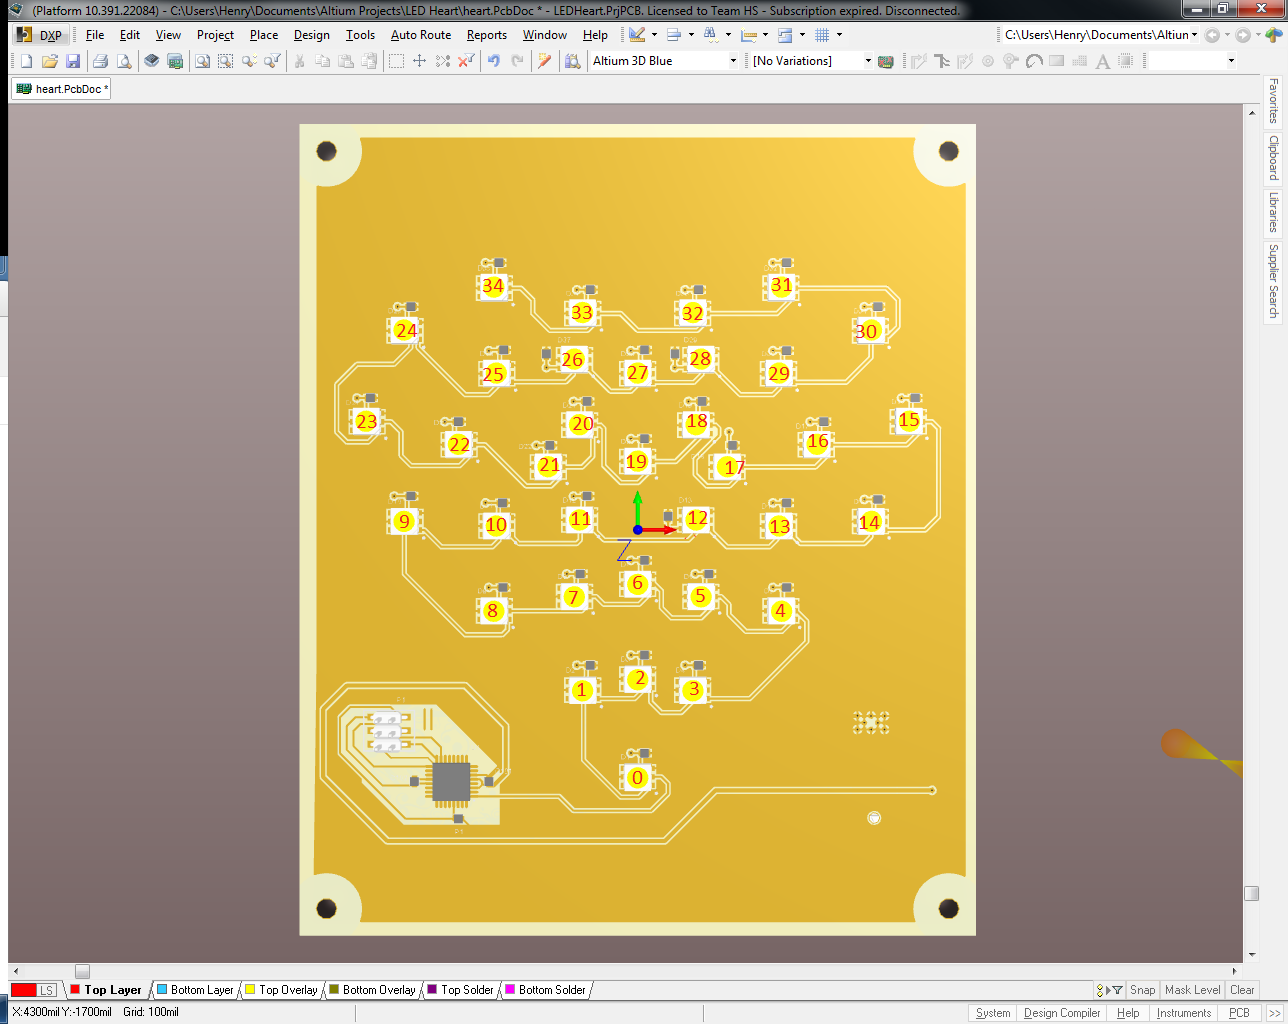 (Platform 10.391.22084) - C:\Users\Henry\Documents\Altium Projects\LED Heart\heart.PcbDoc * - LEDHeart.PrjPCB. Licensed to Team HS - Subscription expired. Disconnected.
DXP File Edit View Project Place Design Tools Auto Route Reports Window Help C:\Users\Henry\Documents\Altiun
Altium 3D Blue [No Variations]
heart.PcbDoc *
Favorites
Clipboard
Libraries
Supplier Search
34 31
33 32
24 30
26 28
25 27 29
23 20 18 15
22 16
21 19 17
9 10 11 12 13 14
Z
8 7 6 5 4
1 2 3
0
LS Top Layer Bottom Layer Top Overlay Bottom Overlay Top Solder Bottom Solder Snap Mask Level Clear
X:4300mil Y:-1700mil Grid: 100mil System Design Compiler Help Instruments PCB >>